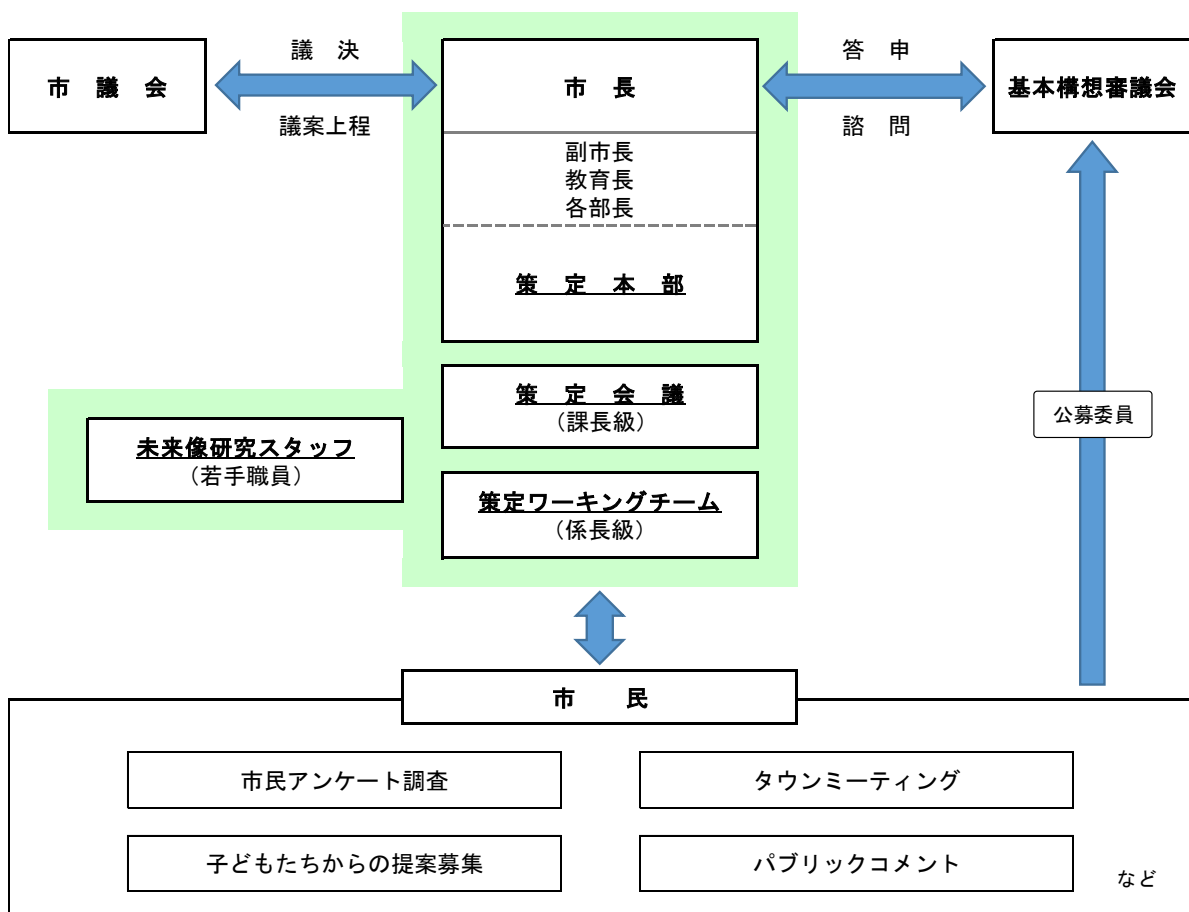 議 決
答 申
市 議 会
市 長
基本構想審議会
議案上程
諮 問
副市長
教育長
各部長
策 定 本 部
策 定 会 議
（課長級）
公募委員
未来像研究スタッフ
（若手職員）
策定ワーキングチーム
（係長級）
市 民
市民アンケート調査
タウンミーティング
子どもたちからの提案募集
パブリックコメント
など